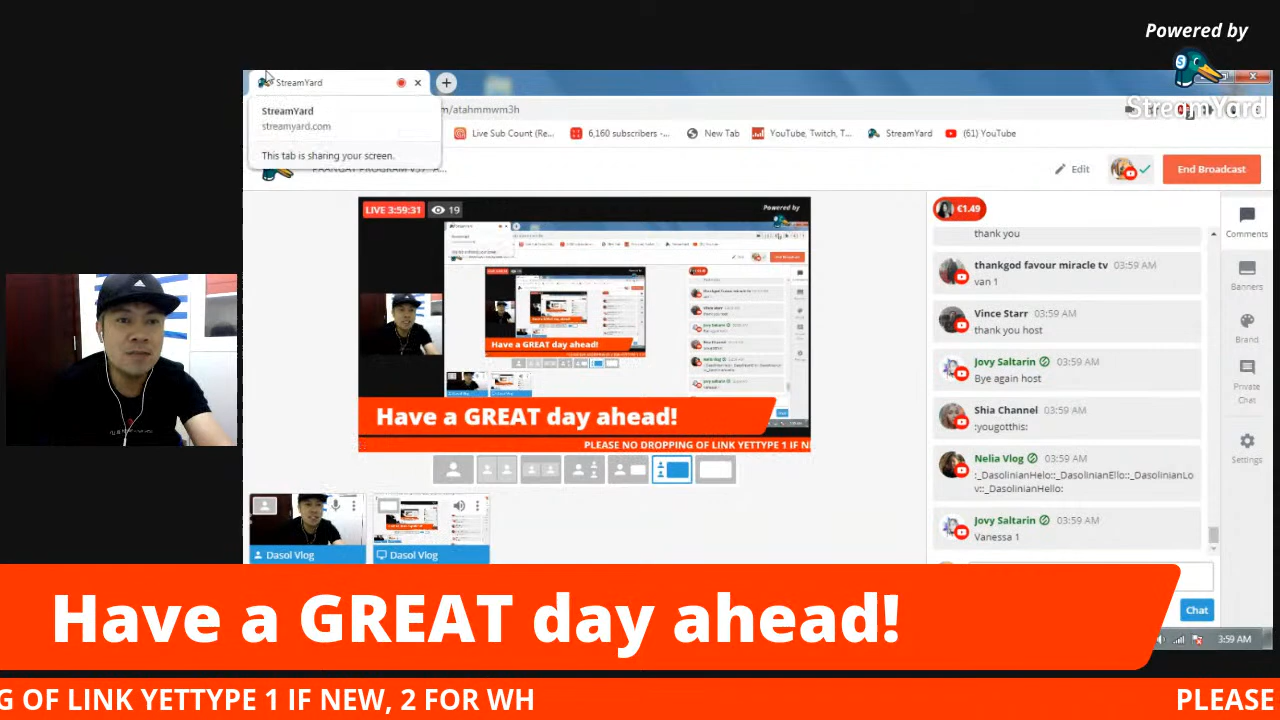 Powered by
StreamYard
StreamYard
StreamYard
streamyard.com
This tab is sharing your screen.
m/atahmmwm3h
Live Sub Count (Re...
6,160 subscribers -...
New Tab
YouTube, Twitch, T...
StreamYard
(61) YouTube
Edit
End Broadcast
LIVE 3:59:31
19
Powered by
€1.49
Comments
thank you
thankgod favour miracle tv 03:59 AM
van 1
Banners
Vince Starr 03:59 AM
thank you host
Brand
Jovy Saltarin 03:59 AM
Bye again host
Private
Chat
Shia Channel 03:59 AM
:yougotthis:
Settings
Nelia Vlog 03:59 AM
:_DasolinianHelo::_DasolinianEllo::_DasolinianLo
v::_DasolinianHello:
Jovy Saltarin 03:59 AM
Vanessa 1
Have a GREAT day ahead!
Have a GREAT day ahead!
PLEASE NO DROPPING OF LINK YETTYPE 1 IF N
Dasol Vlog
Dasol Vlog
Chat
3:59 AM
Have a GREAT day ahead!
G OF LINK YETTYPE 1 IF NEW, 2 FOR WH
PLEASE